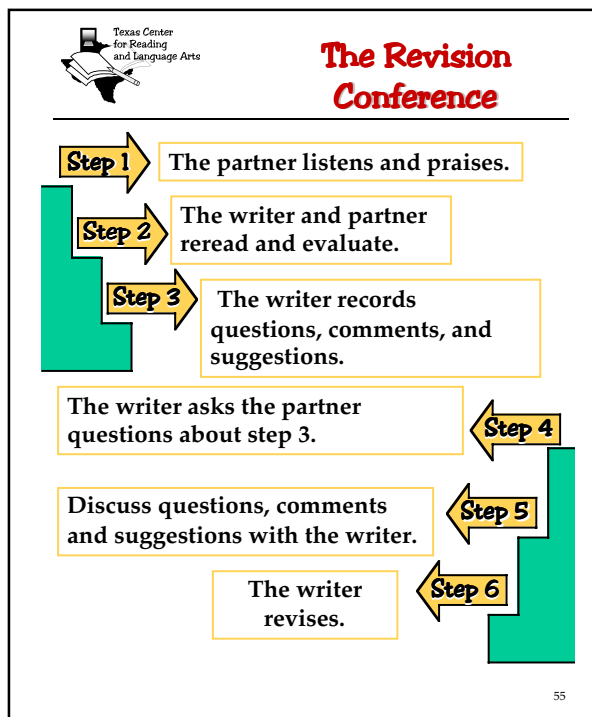 Texas Center
for Reading
and Language Arts
The Revision
Conference
Step 1
The partner listens and praises.
Step 2
The writer and partner
reread and evaluate.
Step 3
The writer records
questions, comments, and
suggestions.
The writer asks the partner
questions about step 3.
Step 4
Discuss questions, comments
and suggestions with the writer.
Step 5
The writer
revises.
Step 6
55